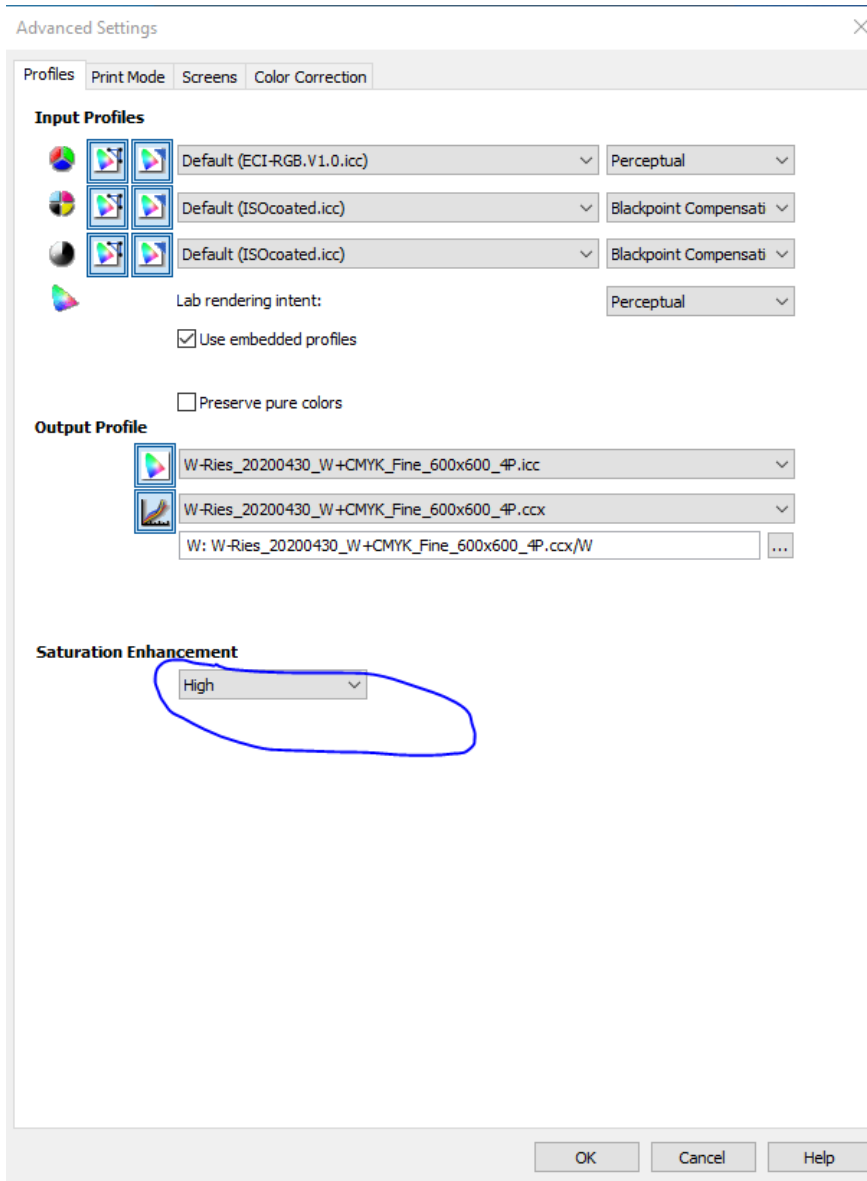 Advanced Settings
Profiles Print Mode Screens Color Correction
Input Profiles
Default (ECI-RGB.V1.0.icc) Perceptual
Default (ISOcoated.icc) Blackpoint Compensati
Default (ISOcoated.icc) Blackpoint Compensati
Lab rendering intent: Perceptual
Use embedded profiles
Preserve pure colors
Output Profile
W-Ries_20200430_W+CMYK_Fine_600x600_4P.icc
W-Ries_20200430_W+CMYK_Fine_600x600_4P.ccx
W: W-Ries_20200430_W+CMYK_Fine_600x600_4P.ccx/W ...
Saturation Enhancement
High
OK Cancel Help